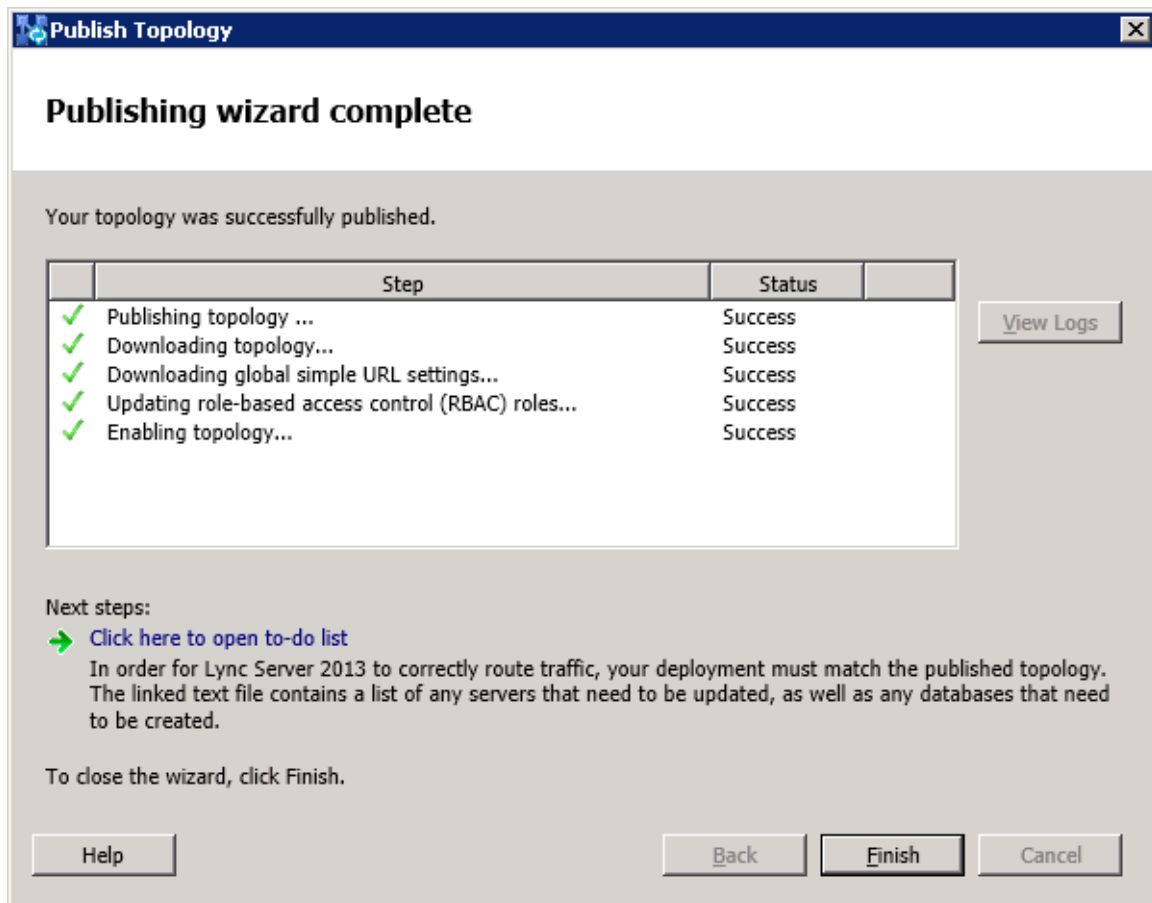 Publish Topology
Publishing wizard complete
Your topology was successfully published.
Step Status
Publishing topology ... Success
Downloading topology... Success
Downloading global simple URL settings... Success
Updating role-based access control (RBAC) roles... Success
Enabling topology... Success
View Logs
Next steps:
Click here to open to-do list
In order for Lync Server 2013 to correctly route traffic, your deployment must match the published topology.
The linked text file contains a list of any servers that need to be updated, as well as any databases that need
to be created.
To close the wizard, click Finish.
Help Back Finish Cancel